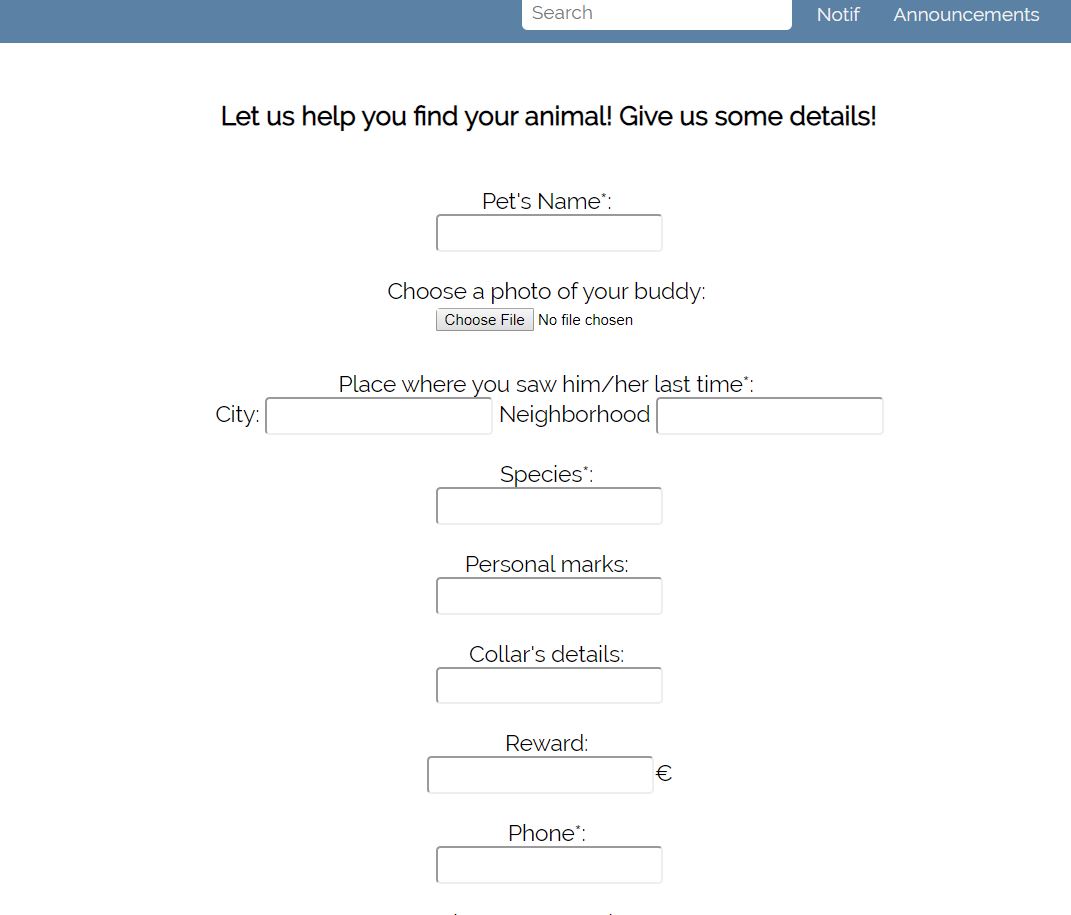 Search Notif Announcements
Let us help you find your animal! Give us some details!
Pet's Name*:
Choose a photo of your buddy:
Choose File No file chosen
Place where you saw him/her last time*:
City: Neighborhood
Species*:
Personal marks:
Collar's details:
Reward:
€
Phone*: